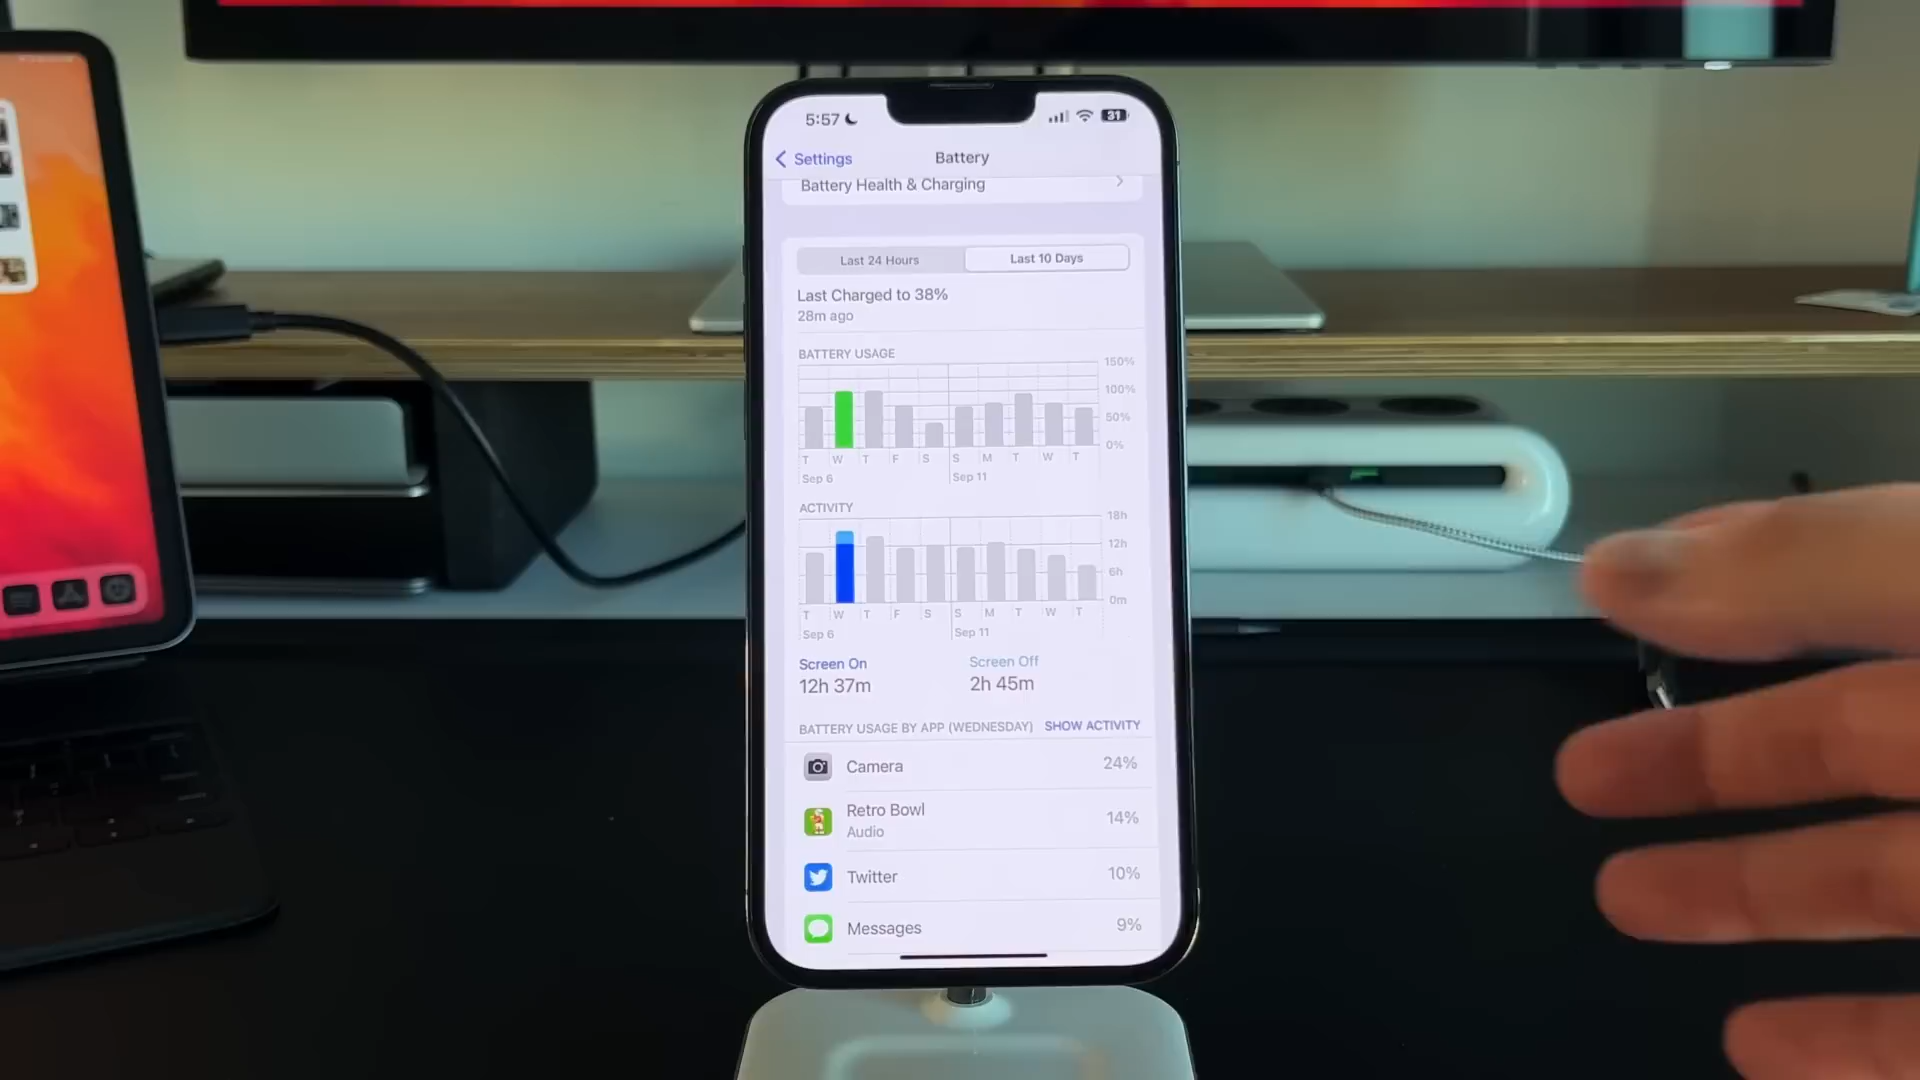 5:57
31
Settings
Battery
Battery Health & Charging
Last 24 Hours
Last 10 Days
Last Charged to 38%
28m ago
BATTERY USAGE
150%
100%
50%
0%
T W T F S S M T W T
Sep 6
Sep 11
ACTIVITY
18h
12h
6h
0m
T W T F S S M T W T
Sep 6
Sep 11
Screen On
Screen Off
12h 37m
2h 45m
BATTERY USAGE BY APP (WEDNESDAY)
SHOW ACTIVITY
Camera
24%
Retro Bowl
Audio
14%
Twitter
10%
Messages
9%